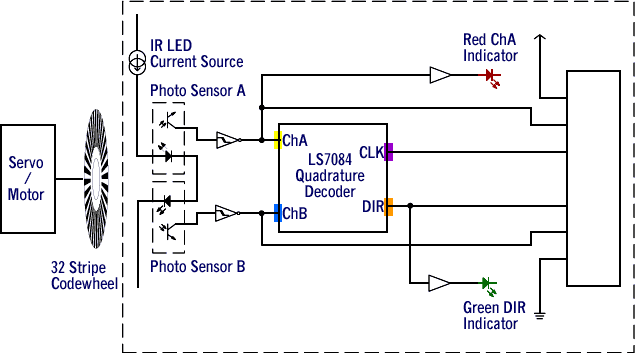 IR LED
Current Source
Photo Sensor A
Red ChA
Indicator
ChA
LS7084
Quadrature
Decoder
CLK
Servo
/
Motor
ChB
DIR
32 Stripe
Codewheel
Photo Sensor B
Green DIR
Indicator